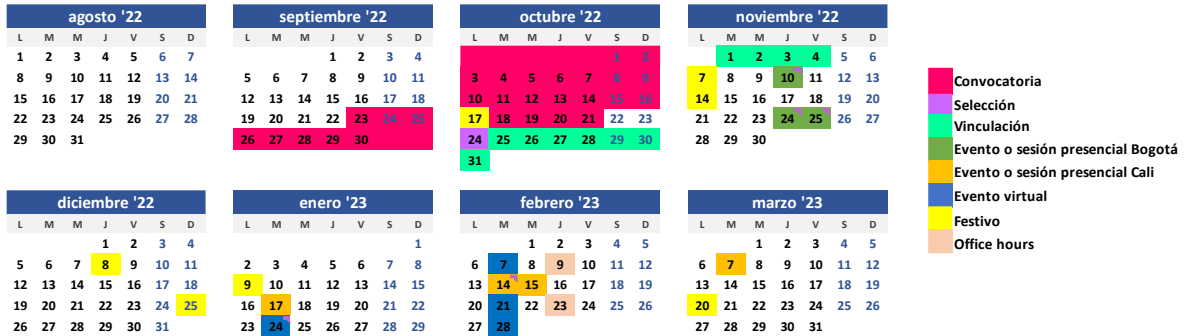 agosto '22 septiembre '22 octubre '22 noviembre '22
L M M J V S D L M M J V S D L M M J V S D L M M J V S D
1 2 3 4 5 6 7 1 2 3 4 1 2 1 2 3 4 5 6
8 9 10 11 12 13 14 5 6 7 8 9 10 11 3 4 5 6 7 8 9 7 8 9 10 11 12 13
15 16 17 18 19 20 21 12 13 14 15 16 17 18 10 11 12 13 14 15 16 14 15 16 17 18 19 20
22 23 24 25 26 27 28 19 20 21 22 23 24 25 17 18 19 20 21 22 23 21 22 23 24 25 26 27
29 30 31 26 27 28 29 30 24 25 26 27 28 29 30 28 29 30
31
Convocatoria
Selección
Vinculación
Evento o sesión presencial Bogotá
Evento o sesión presencial Cali
Evento virtual
Festivo
Office hours
diciembre '22 enero '23 febrero '23 marzo '23
L M M J V S D L M M J V S D L M M J V S D L M M J V S D
1 2 3 4 1 1 2 3 4 5 1 2 3 4 5
5 6 7 8 9 10 11 2 3 4 5 6 7 8 6 7 8 9 10 11 12 6 7 8 9 10 11 12
12 13 14 15 16 17 18 9 10 11 12 13 14 15 13 14 15 16 17 18 19 13 14 15 16 17 18 19
19 20 21 22 23 24 25 16 17 18 19 20 21 22 20 21 22 23 24 25 26 20 21 22 23 24 25 26
26 27 28 29 30 31 23 24 25 26 27 28 29 27 28 27 28 29 30 31